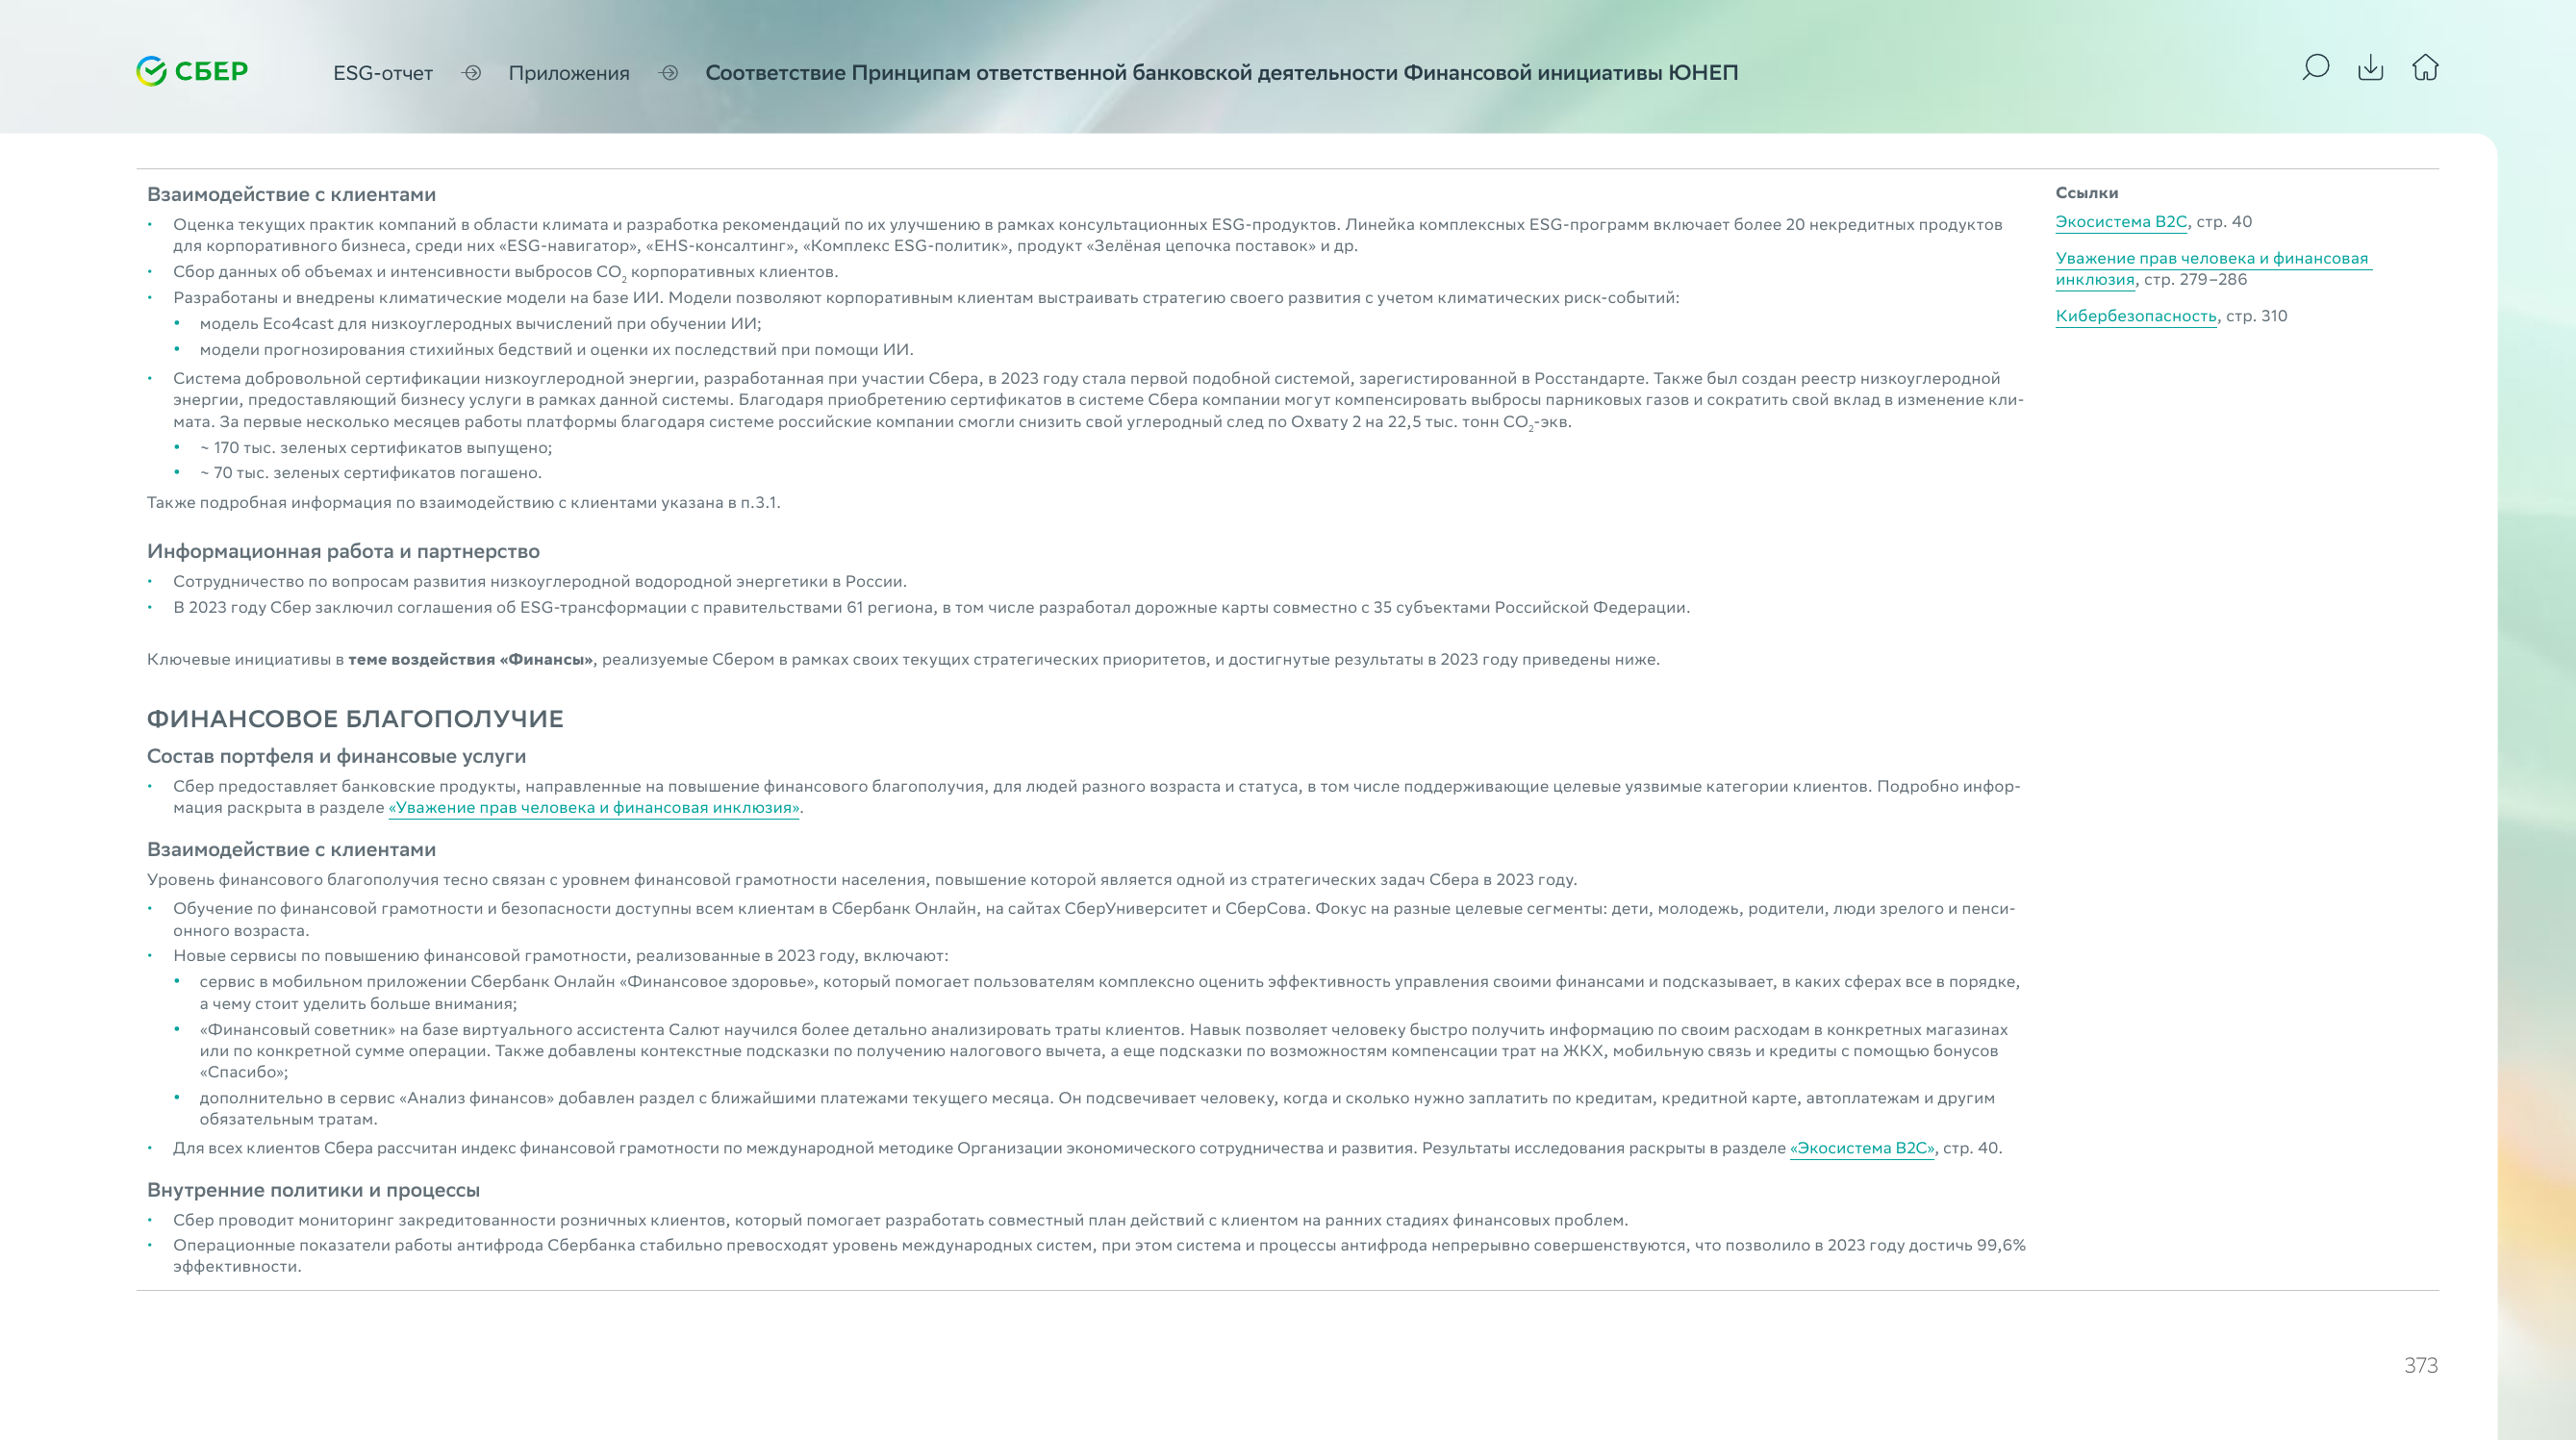 СБЕР
ESG-отчет
Приложения
Соответствие Принципам ответственной банковской деятельности Финансовой инициативы ЮНЕП
Взаимодействие с клиентами
• Оценка текущих практик компаний в области климата и разработка рекомендаций по их улучшению в рамках консультационных ESG-продуктов. Линейка комплексных ESG-программ включает более 20 некредитных продуктов
для корпоративного бизнеса, среди них «ESG-навигатор», «EHS-консалтинг», «Комплекс ESG-политик», продукт «Зелёная цепочка поставок» и др.
• Сбор данных об объемах и интенсивности выбросов CO₂ корпоративных клиентов.
• Разработаны и внедрены климатические модели на базе ИИ. Модели позволяют корпоративным клиентам выстраивать стратегию своего развития с учетом климатических риск-событий:
• модель Eco4cast для низкоуглеродных вычислений при обучении ИИ;
• модели прогнозирования стихийных бедствий и оценки их последствий при помощи ИИ.
• Система добровольной сертификации низкоуглеродной энергии, разработанная при участии Сбера, в 2023 году стала первой подобной системой, зарегистированной в Росстандарте. Также был создан реестр низкоуглеродной
энергии, предоставляющий бизнесу услуги в рамках данной системы. Благодаря приобретению сертификатов в системе Сбера компании могут компенсировать выбросы парниковых газов и сократить свой вклад в изменение кли-
мата. За первые несколько месяцев работы платформы благодаря системе российские компании смогли снизить свой углеродный след по Охвату 2 на 22,5 тыс. тонн CO₂-экв.
• ~ 170 тыс. зеленых сертификатов выпущено;
• ~ 70 тыс. зеленых сертификатов погашено.
Также подробная информация по взаимодействию с клиентами указана в п.3.1.
Информационная работа и партнерство
• Сотрудничество по вопросам развития низкоуглеродной водородной энергетики в России.
• В 2023 году Сбер заключил соглашения об ESG-трансформации с правительствами 61 региона, в том числе разработал дорожные карты совместно с 35 субъектами Российской Федерации.
Ключевые инициативы в теме воздействия «Финансы», реализуемые Сбером в рамках своих текущих стратегических приоритетов, и достигнутые результаты в 2023 году приведены ниже.
ФИНАНСОВОЕ БЛАГОПОЛУЧИЕ
Состав портфеля и финансовые услуги
• Сбер предоставляет банковские продукты, направленные на повышение финансового благополучия, для людей разного возраста и статуса, в том числе поддерживающие целевые уязвимые категории клиентов. Подробно инфор-
мация раскрыта в разделе «Уважение прав человека и финансовая инклюзия».
Взаимодействие с клиентами
Уровень финансового благополучия тесно связан с уровнем финансовой грамотности населения, повышение которой является одной из стратегических задач Сбера в 2023 году.
• Обучение по финансовой грамотности и безопасности доступны всем клиентам в Сбербанк Онлайн, на сайтах СберУниверситет и СберСова. Фокус на разные целевые сегменты: дети, молодежь, родители, люди зрелого и пенси-
онного возраста.
• Новые сервисы по повышению финансовой грамотности, реализованные в 2023 году, включают:
• сервис в мобильном приложении Сбербанк Онлайн «Финансовое здоровье», который помогает пользователям комплексно оценить эффективность управления своими финансами и подсказывает, в каких сферах все в порядке,
а чему стоит уделить больше внимания;
• «Финансовый советник» на базе виртуального ассистента Салют научился более детально анализировать траты клиентов. Навык позволяет человеку быстро получить информацию по своим расходам в конкретных магазинах
или по конкретной сумме операции. Также добавлены контекстные подсказки по получению налогового вычета, а еще подсказки по возможностям компенсации трат на ЖКХ, мобильную связь и кредиты с помощью бонусов
«Спасибо»;
• дополнительно в сервис «Анализ финансов» добавлен раздел с ближайшими платежами текущего месяца. Он подсвечивает человеку, когда и сколько нужно заплатить по кредитам, кредитной карте, автоплатежам и другим
обязательным тратам.
• Для всех клиентов Сбера рассчитан индекс финансовой грамотности по международной методике Организации экономического сотрудничества и развития. Результаты исследования раскрыты в разделе «Экосистема B2C», стр. 40.
Внутренние политики и процессы
• Сбер проводит мониторинг закредитованности розничных клиентов, который помогает разработать совместный план действий с клиентом на ранних стадиях финансовых проблем.
• Операционные показатели работы антифрода Сбербанка стабильно превосходят уровень международных систем, при этом система и процессы антифрода непрерывно совершенствуются, что позволило в 2023 году достичь 99,6%
эффективности.
Ссылки
Экосистема B2C, стр. 40
Уважение прав человека и финансовая
инклюзия, стр. 279–286
Кибербезопасность, стр. 310
373